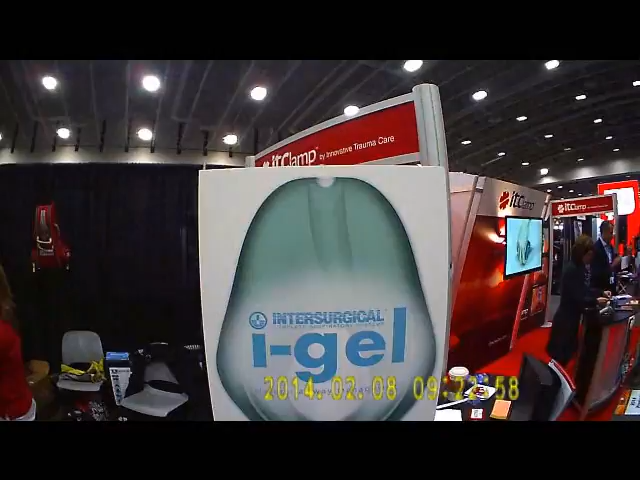 itClamp by Innovative Trauma Care
itClamp
itClamp
INTERSURGICAL
i-gel
2014.02.08 09:22:58